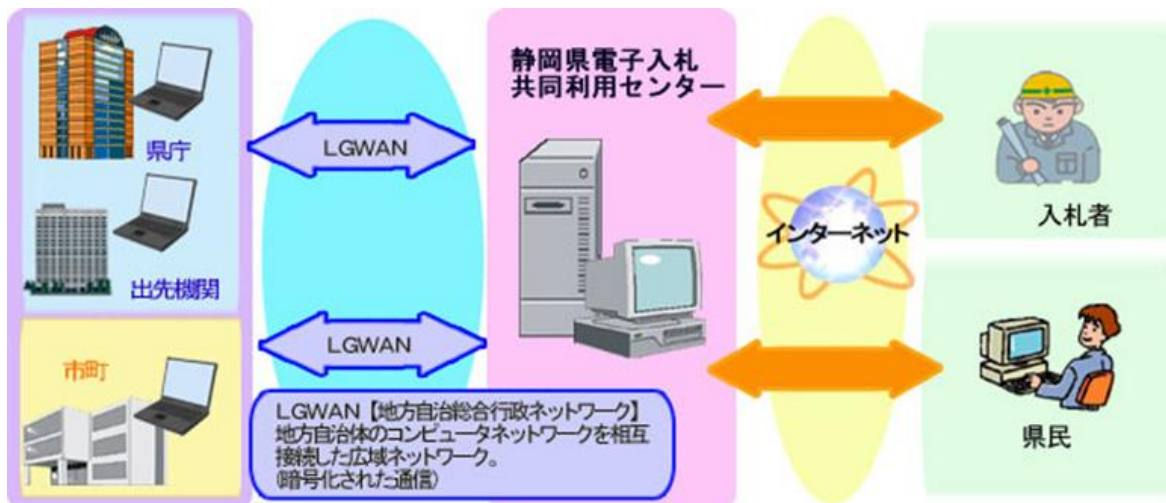 県庁
出先機関
市町
LGWAN
LGWAN
LGWAN【地方自治総合行政ネットワーク】
地方自治体のコンピュータネットワークを相互
接続した広域ネットワーク。
(暗号化された通信)
静岡県電子入札
共同利用センター
インターネット
入札者
県民